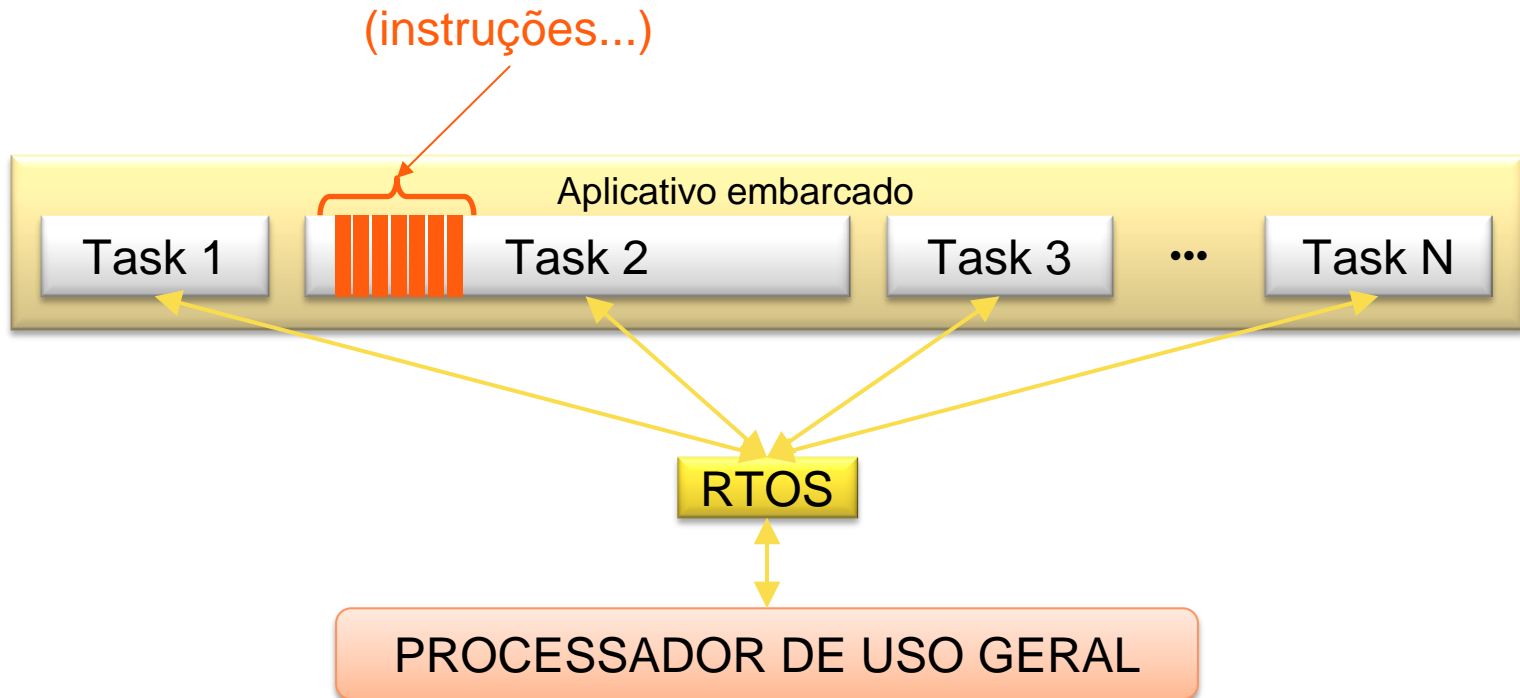 (instruções...)
Aplicativo embarcado
Task 1
Task 2
Task 3
...
Task N
RTOS
PROCESSADOR DE USO GERAL